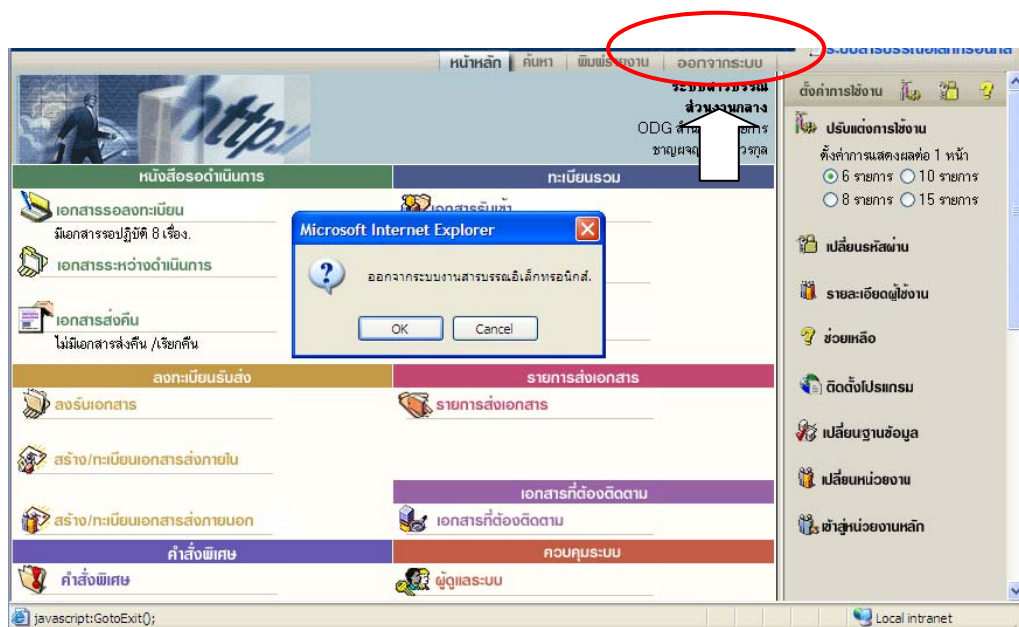 หน้าหลัก ค้นหา พิมพ์รายงาน ออกจากระบบ
http:
ส่วนงานกลาง
ODG
ตั้งค่าการใช้งาน
ปรับแต่งการใช้งาน
ตั้งค่าการแสดงผลต่อ 1 หน้า
6 รายการ 10 รายการ
8 รายการ 15 รายการ
เปลี่ยนรหัสผ่าน
รายละเอียดผู้ใช้งาน
ช่วยเหลือ
ติดตั้งโปรแกรม
เปลี่ยนฐานข้อมูล
เปลี่ยนหน่วยงาน
เข้าสู่หน่วยงานหลัก
หนังสือรอดำเนินการ
เอกสารรอลงทะเบียน
มีเอกสารรอปฏิบัติ 8 เรื่อง.
เอกสารระหว่างดำเนินการ
เอกสารส่งคืน
ไม่มีเอกสารส่งคืน /เรียกคืน
ทะเบียนรวม
เอกสารรับเข้า
Microsoft Internet Explorer
ออกจากระบบงานสารบรรณอิเล็กทรอนิกส์.
OK Cancel
ลงทะเบียนรับส่ง
ลงรับเอกสาร
สร้าง/ทะเบียนเอกสารส่งภายใน
สร้าง/ทะเบียนเอกสารส่งภายนอก
รายการส่งเอกสาร
รายการส่งเอกสาร
เอกสารที่ต้องติดตาม
เอกสารที่ต้องติดตาม
คำสั่งพิเศษ
คำสั่งพิเศษ
ควบคุมระบบ
ผู้ดูแลระบบ
javascript:GotoExit();
Local intranet